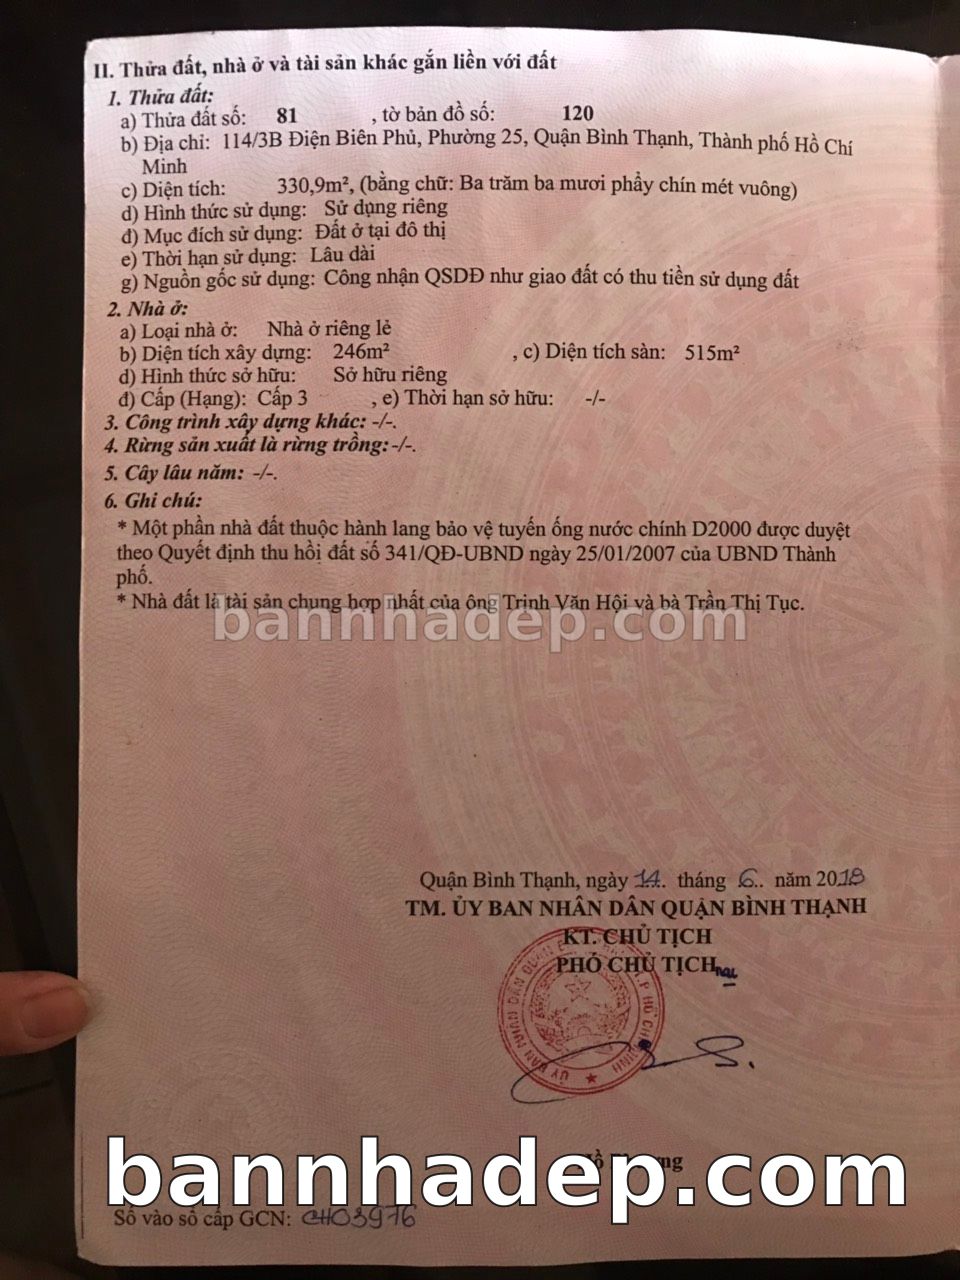 II. Thửa đất, nhà ở và tài sản khác gắn liền với đất
1. Thửa đất:
a) Thửa đất số: 81 , tờ bản đồ số: 120
b) Địa chỉ: 114/3B Điện Biên Phủ, Phường 25, Quận Bình Thạnh, Thành phố Hồ Chí
Minh
c) Diện tích: 330,9m², (bằng chữ: Ba trăm ba mươi phẩy chín mét vuông)
d) Hình thức sử dụng: Sử dụng riêng
đ) Mục đích sử dụng: Đất ở tại đô thị
e) Thời hạn sử dụng: Lâu dài
g) Nguồn gốc sử dụng: Công nhận QSDĐ như giao đất có thu tiền sử dụng đất
2. Nhà ở:
a) Loại nhà ở: Nhà ở riêng lẻ
b) Diện tích xây dựng: 246m² , c) Diện tích sàn: 515m²
d) Hình thức sở hữu: Sở hữu riêng
đ) Cấp (Hạng): Cấp 3 , e) Thời hạn sở hữu: -/-
3. Công trình xây dựng khác: -/-.
4. Rừng sản xuất là rừng trồng: -/-.
5. Cây lâu năm: -/-.
6. Ghi chú:
* Một phần nhà đất thuộc hành lang bảo vệ tuyến ống nước chính D2000 được duyệt
theo Quyết định thu hồi đất số 341/QĐ-UBND ngày 25/01/2007 của UBND Thành
phố.
* Nhà đất là tài sản chung hợp nhất của ông Trịnh Văn Hội và bà Trần Thị Tục.
bannhadep.com
Quận Bình Thạnh, ngày 14. tháng 6.. năm 2018
TM. ỦY BAN NHÂN DÂN QUẬN BÌNH THẠNH
KT. CHỦ TỊCH
PHÓ CHỦ TỊCH
bannhadep.com
Số vào sổ cấp GCN: CH03976